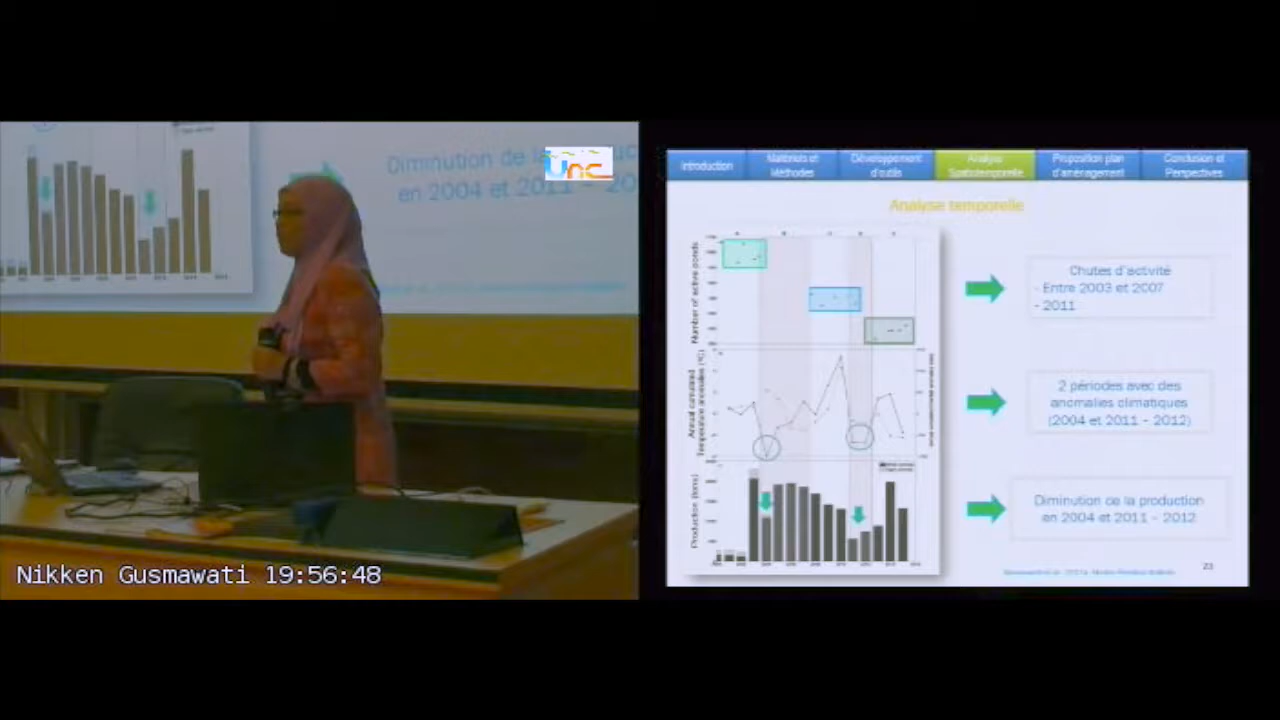 Diminution de la
en 2004 et 2011 - 20
unc
Nikken Gusmawati 19:56:48
Introduction
Matériels et
Méthodes
Développement
d'outils
Analyse
Spatiotemporelle
Proposition plan
d'aménagement
Conclusion et
Perspectives
Analyse temporelle
Number of active ponds
Annual cumulated
Temperature anomalies (°C)
Production (tons)
Chutes d'activité
- Entre 2003 et 2007
- 2011
2 périodes avec des
anomalies climatiques
(2004 et 2011 - 2012)
Diminution de la production
en 2004 et 2011 - 2012
23